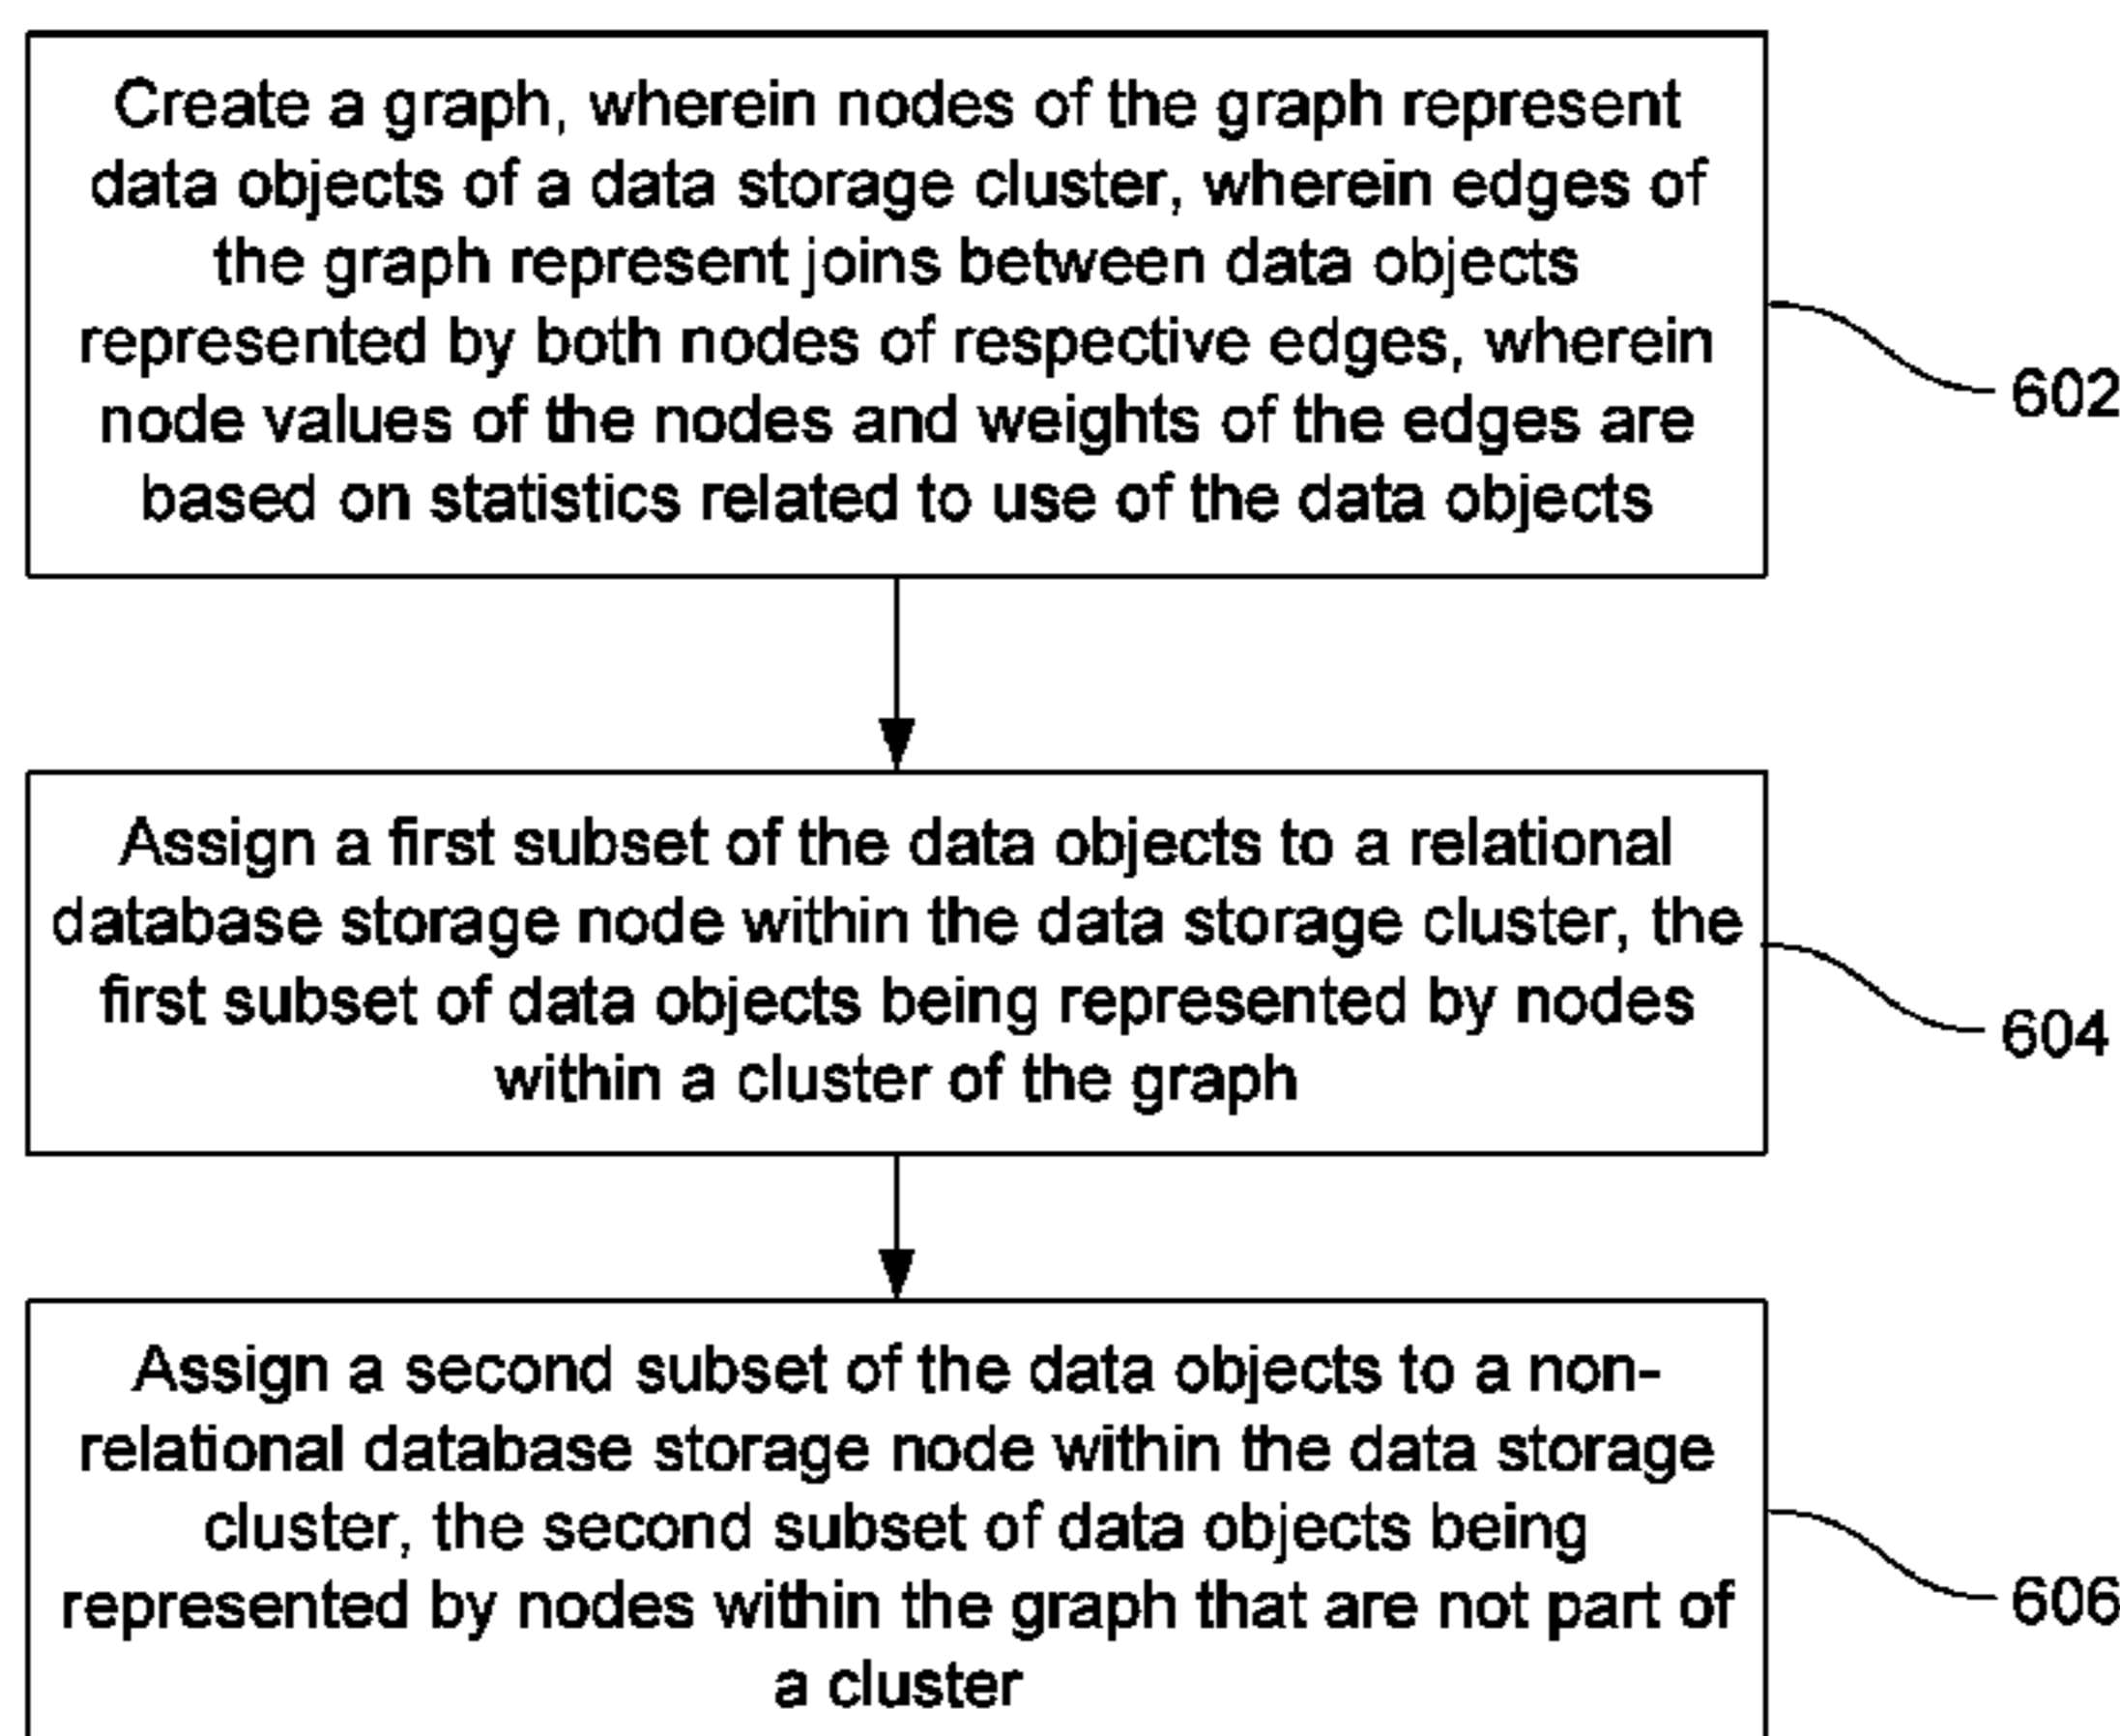 Create a graph, wherein nodes of the graph represent
data objects of a data storage cluster, wherein edges of
the graph represent joins between data objects
represented by both nodes of respective edges, wherein
node values of the nodes and weights of the edges are
based on statistics related to use of the data objects
602
Assign a first subset of the data objects to a relational
database storage node within the data storage cluster, the
first subset of data objects being represented by nodes
within a cluster of the graph
604
Assign a second subset of the data objects to a non-
relational database storage node within the data storage
cluster, the second subset of data objects being
represented by nodes within the graph that are not part of
a cluster
606